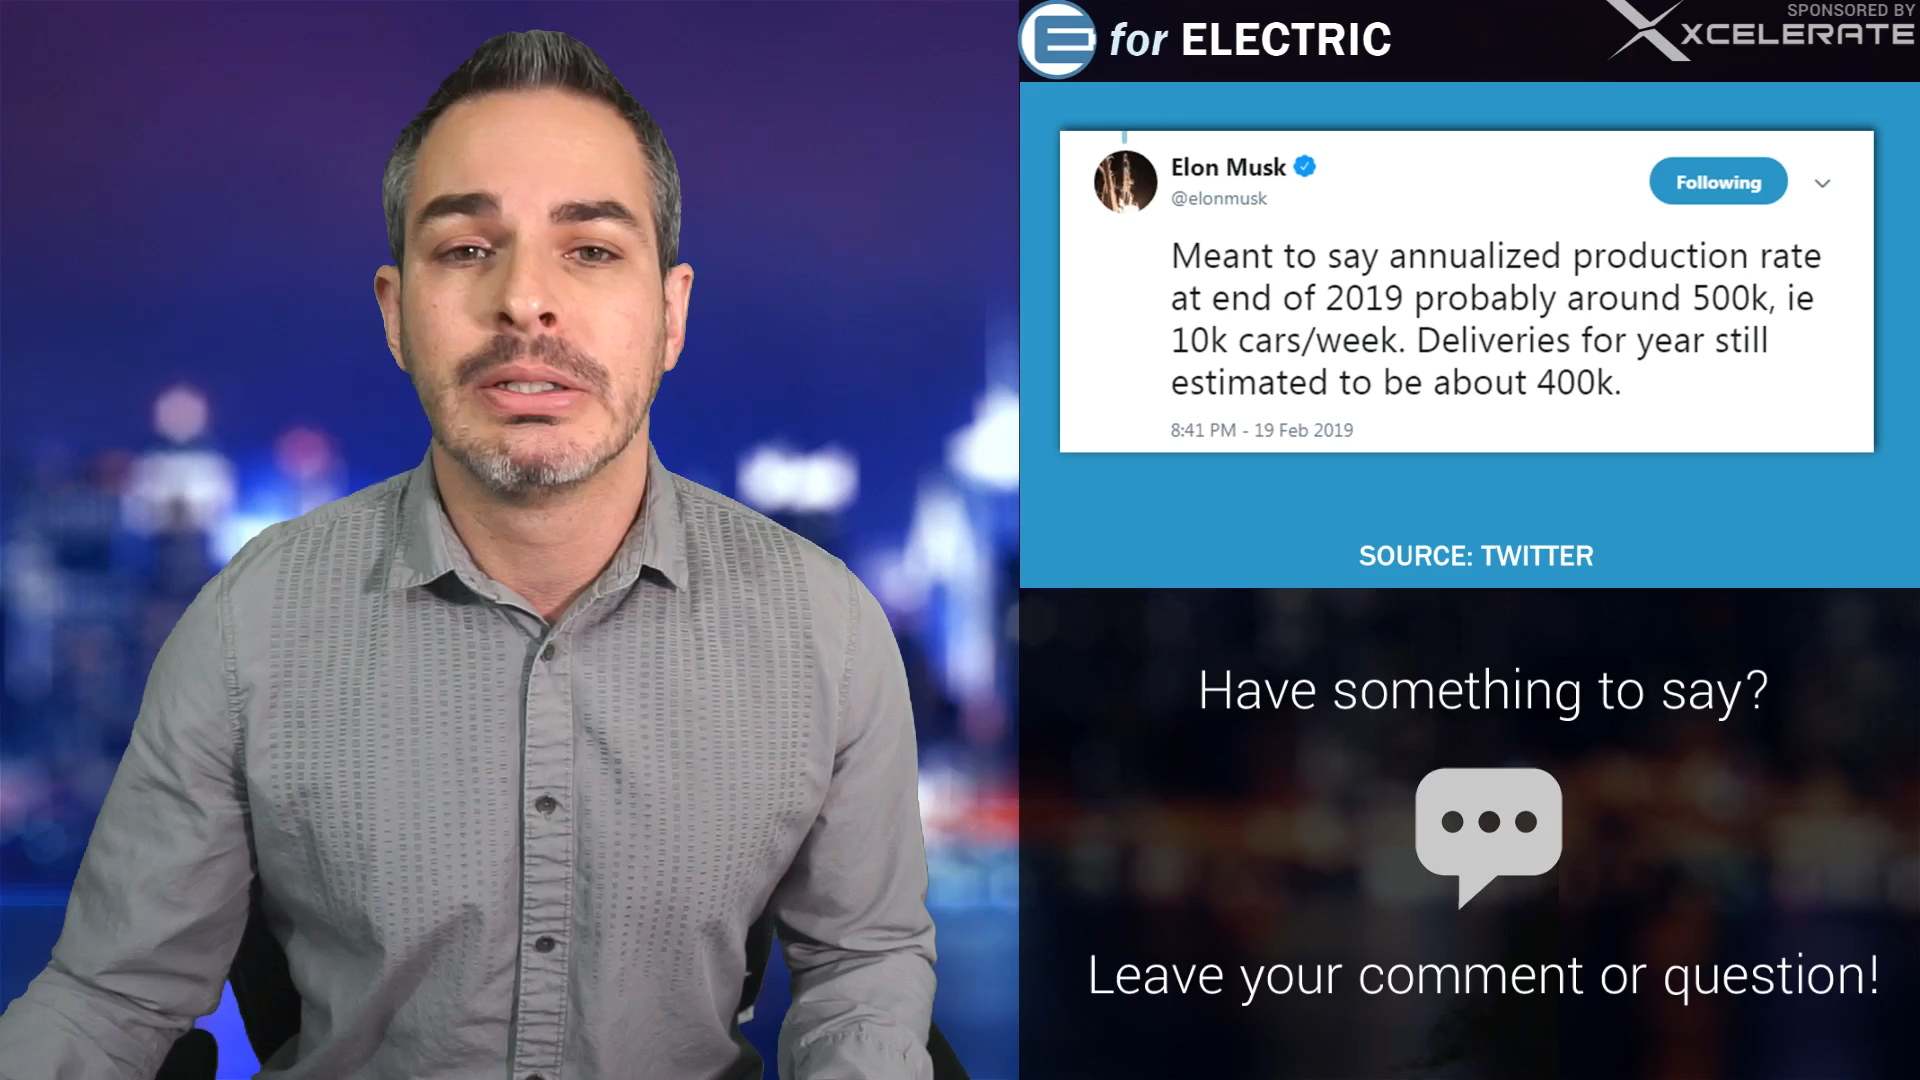 E for ELECTRIC
SPONSORED BY
XCELERATE
Elon Musk
@elonmusk
Following
Meant to say annualized production rate
at end of 2019 probably around 500k, ie
10k cars/week. Deliveries for year still
estimated to be about 400k.
8:41 PM - 19 Feb 2019
SOURCE: TWITTER
Have something to say?
Leave your comment or question!